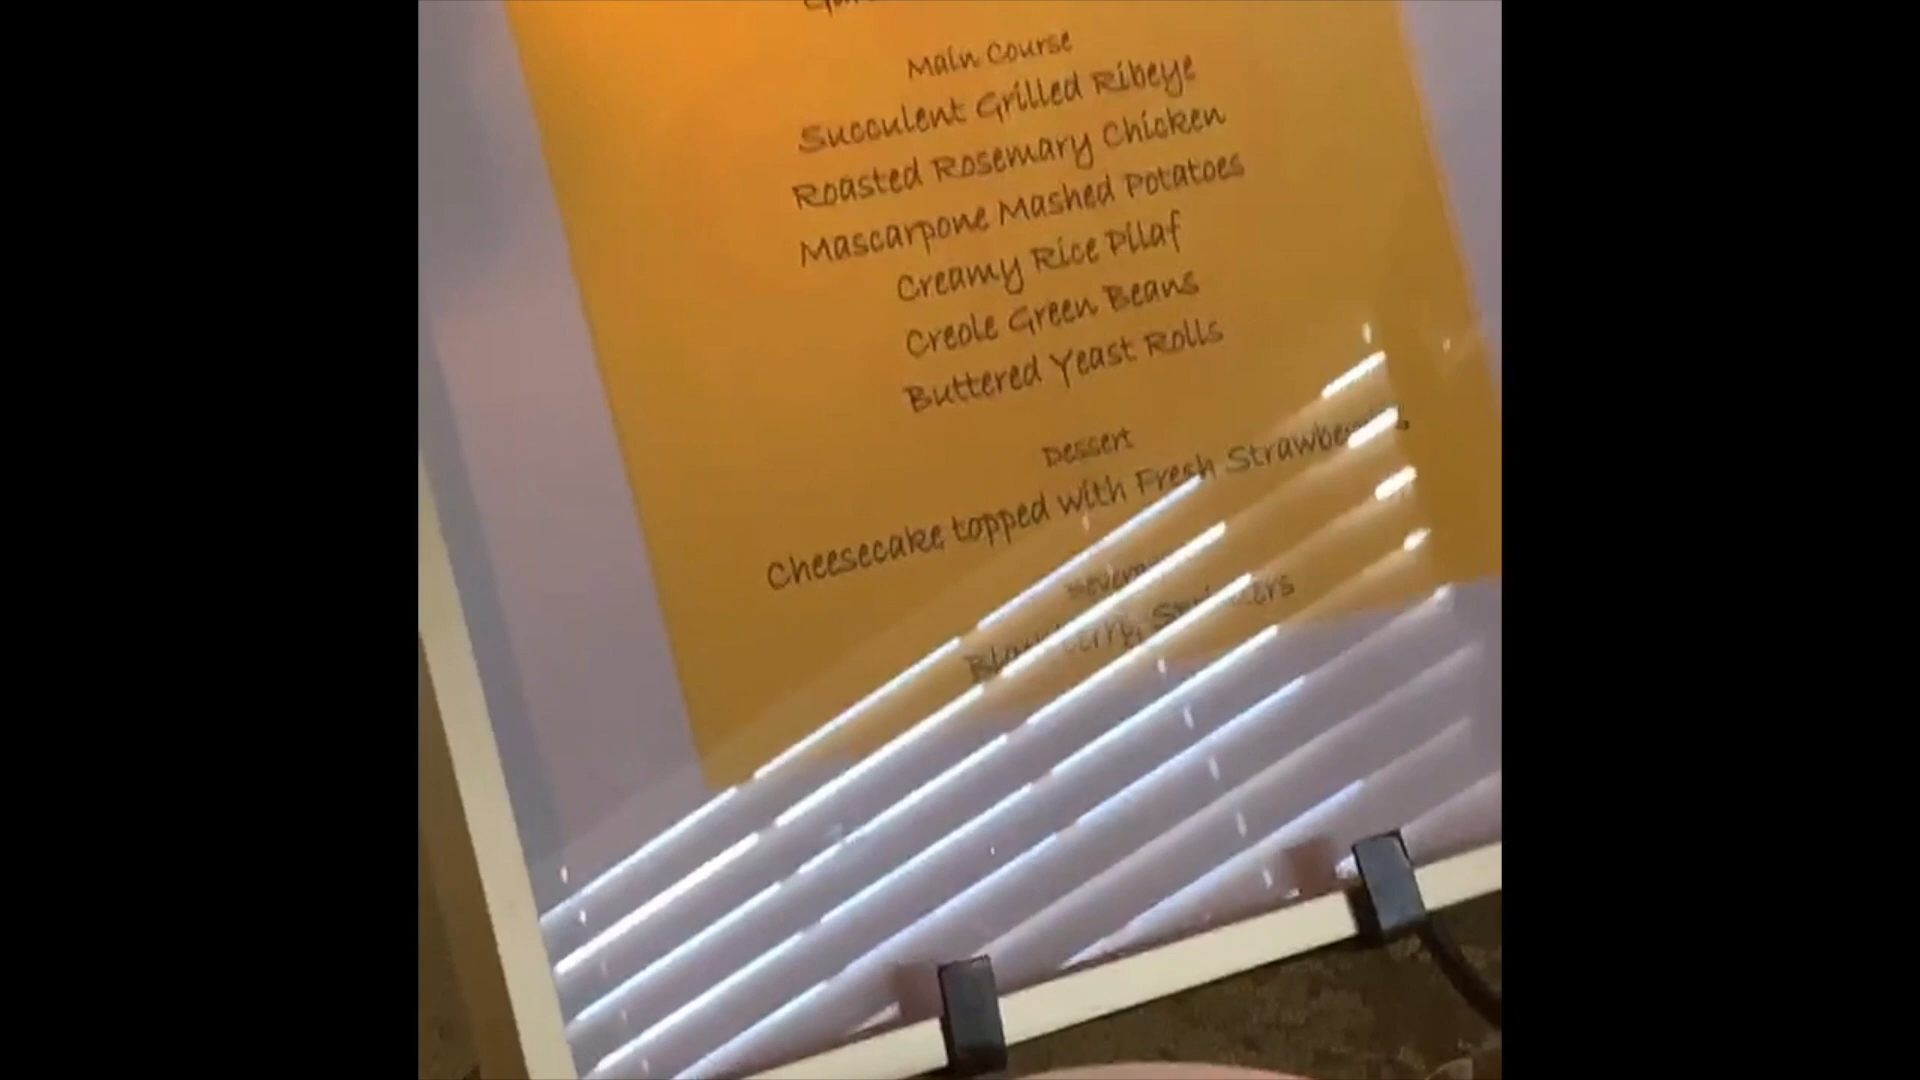 Main Course
Succulent Grilled Ribeye
Roasted Rosemary Chicken
Mascarpone Mashed Potatoes
Creamy Rice Pilaf
Creole Green Beans
Buttered Yeast Rolls
Dessert
Cheesecake topped with Fresh